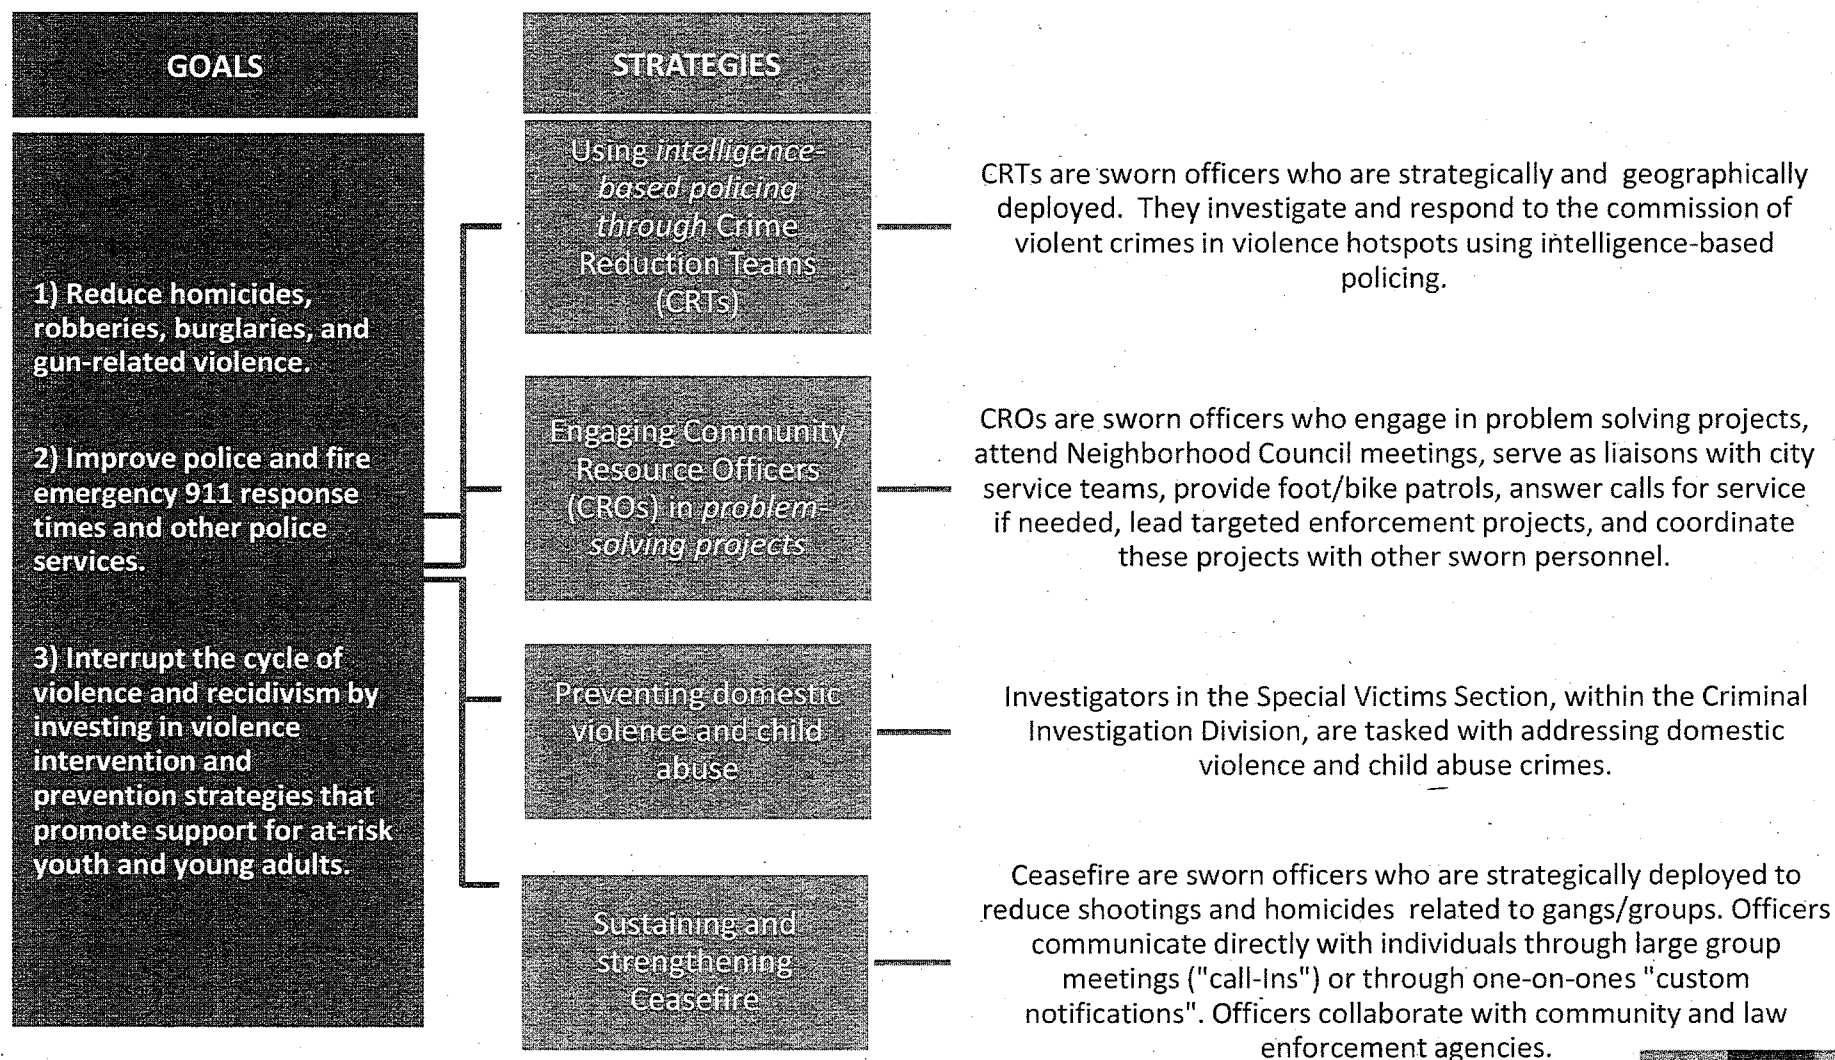 GOALS
1) Reduce homicides,
robberies, burglaries, and
gun-related violence.
2) Improve police and fire
emergency 911 response
times and other police
services.
3) Interrupt the cycle of
violence and recidivism by
investing in violence
intervention and
prevention strategies that
promote support for at-risk
youth and young adults.
STRATEGIES
Using intelligence-
based policing
through Crime
Reduction Teams
(CRTs)
CRTs are sworn officers who are strategically and geographically
deployed. They investigate and respond to the commission of
violent crimes in violence hotspots using intelligence-based
policing.
Engaging Community
Resource Officers
(CROs) in problem-
solving projects
CROs are sworn officers who engage in problem solving projects,
attend Neighborhood Council meetings, serve as liaisons with city
service teams, provide foot/bike patrols, answer calls for service
if needed, lead targeted enforcement projects, and coordinate
these projects with other sworn personnel.
Preventing domestic
violence and child
abuse
Investigators in the Special Victims Section, within the Criminal
Investigation Division, are tasked with addressing domestic
violence and child abuse crimes.
Sustaining and
strengthening
Ceasefire
Ceasefire are sworn officers who are strategically deployed to
reduce shootings and homicides related to gangs/groups. Officers
communicate directly with individuals through large group
meetings ("call-Ins") or through one-on-ones "custom
notifications". Officers collaborate with community and law
enforcement agencies.